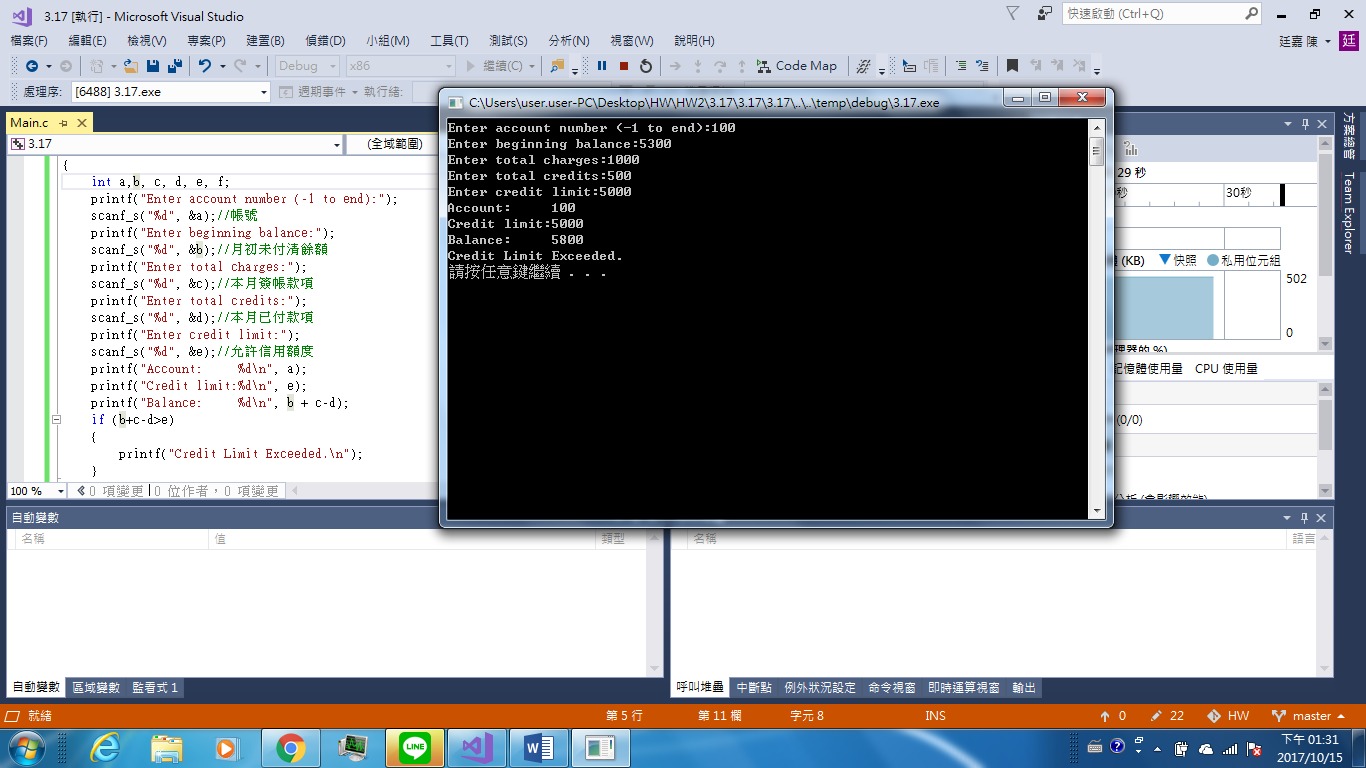 3.17 [執行] - Microsoft Visual Studio
快速啟動 (Ctrl+Q)
檔案(F) 編輯(E) 檢視(V) 專案(P) 建置(B) 偵錯(D) 小組(M) 工具(T) 測試(S) 分析(N) 視窗(W) 說明(H)
廷嘉 陳 廷
Debug x86 繼續(C) Code Map
處理序: [6488] 3.17.exe 週期事件 執行緒:
C:\Users\user.user-PC\Desktop\HW\HW2\3.17\3.17\3.17\..\..\temp\debug\3.17.exe
Enter account number (-1 to end):100
Enter beginning balance:5300
Enter total charges:1000
Enter total credits:500
Enter credit limit:5000
Account: 100
Credit limit:5000
Balance: 5800
Credit Limit Exceeded.
請按任意鍵繼續 . . .
Main.c
3.17 (全域範圍)
{
int a,b, c, d, e, f;
printf("Enter account number (-1 to end):");
scanf_s("%d", &a);//帳號
printf("Enter beginning balance:");
scanf_s("%d", &b);//月初未付清餘額
printf("Enter total charges:");
scanf_s("%d", &c);//本月簽帳款項
printf("Enter total credits:");
scanf_s("%d", &d);//本月已付款項
printf("Enter credit limit:");
scanf_s("%d", &e);//允許信用額度
printf("Account: %d\n", a);
printf("Credit limit:%d\n", e);
printf("Balance: %d\n", b + c-d);
if (b+c-d>e)
{
printf("Credit Limit Exceeded.\n");
}
100 % 0 項變更 | 0 位作者，0 項變更
29 秒
秒 30秒
(KB) 快照 私用位元組
502
0
理器的 %)
記憶體使用量 CPU 使用量
(0/0)
方案總管
Team Explorer
自動變數
名稱 值 類型
名稱 語言
自動變數 區域變數 監看式 1
呼叫堆疊 中斷點 例外狀況設定 命令視窗 即時運算視窗 輸出
就緒 第 5 行 第 11 欄 字元 8 INS 0 22 HW master
LINE
下午 01:31
2017/10/15